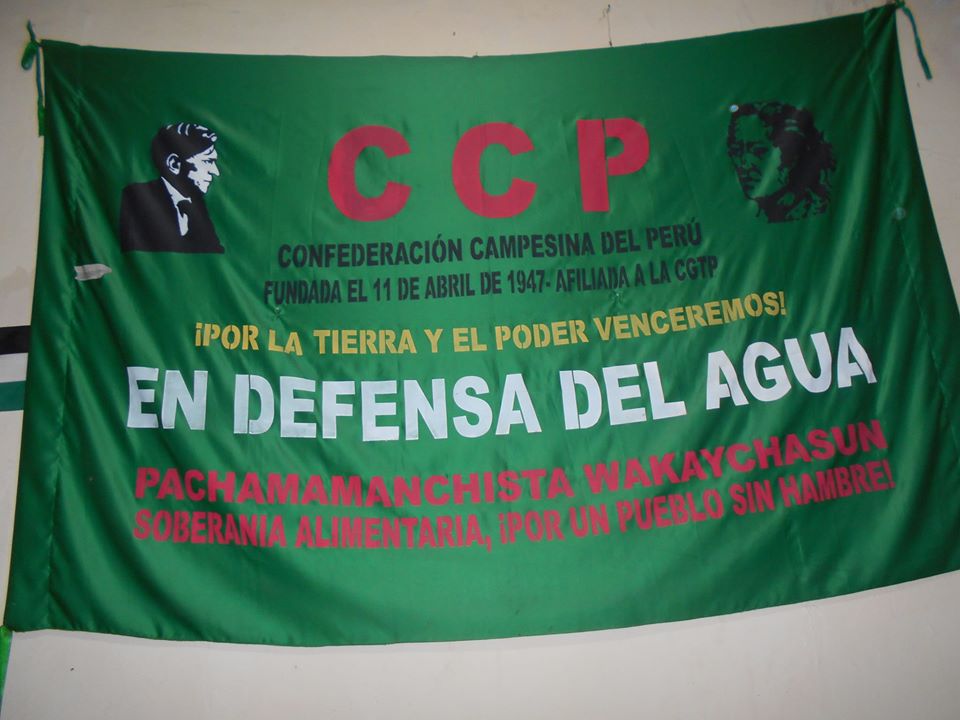 CCP
CONFEDERACIÓN CAMPESINA DEL PERÚ
FUNDADA EL 11 DE ABRIL DE 1947- AFILIADA A LA CGTP
¡POR LA TIERRA Y EL PODER VENCEREMOS!
EN DEFENSA DEL AGUA
PACHAMAMANCHISTA WAKAYCHASUN
SOBERANIA ALIMENTARIA, ¡POR UN PUEBLO SIN HAMBRE!